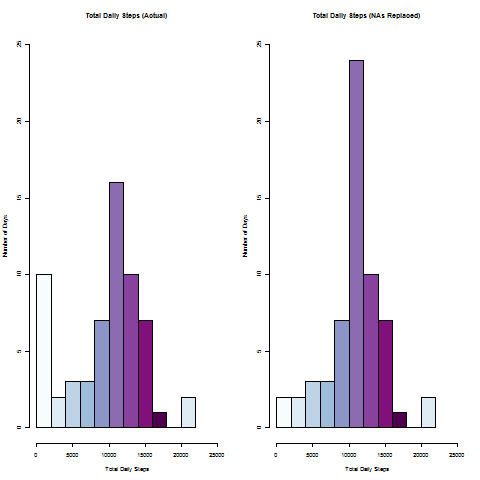 Total Daily Steps (Actual)
Number of Days
25
20
15
10
5
0
0 5000 10000 15000 20000 25000
Total Daily Steps
Total Daily Steps (NAs Replaced)
Number of Days
25
20
15
10
5
0
0 5000 10000 15000 20000 25000
Total Daily Steps